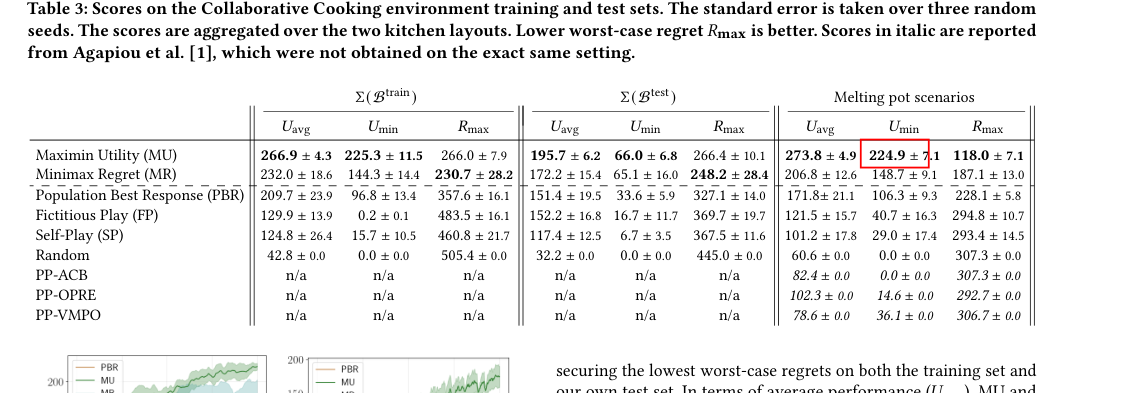 Table 3: Scores on the Collaborative Cooking environment training and test sets. The standard error is taken over three random
seeds. The scores are aggregated over the two kitchen layouts. Lower worst-case regret Rmax is better. Scores in italic are reported
from Agapiou et al. [1], which were not obtained on the exact same setting.
Σ(ℬtrain) Σ(ℬtest) Melting pot scenarios
Uavg Umin Rmax Uavg Umin Rmax Uavg Umin Rmax
Maximin Utility (MU) 266.9 ± 4.3 225.3 ± 11.5 266.0 ± 7.9 195.7 ± 6.2 66.0 ± 6.8 266.4 ± 10.1 273.8 ± 4.9 224.9 ± 7.1 118.0 ± 7.1
Minimax Regret (MR) 232.0 ± 18.6 144.3 ± 14.4 230.7 ± 28.2 172.2 ± 15.4 65.1 ± 16.0 248.2 ± 28.4 206.8 ± 12.6 148.7 ± 9.1 187.1 ± 13.0
Population Best Response (PBR) 209.7 ± 23.9 96.8 ± 13.4 357.6 ± 16.1 151.4 ± 19.5 33.6 ± 5.9 327.1 ± 14.0 171.8± 21.1 106.3 ± 9.3 228.1 ± 5.8
Fictitious Play (FP) 129.9 ± 13.9 0.2 ± 0.1 483.5 ± 16.1 152.2 ± 16.8 16.7 ± 11.7 369.7 ± 19.7 121.5 ± 15.7 40.7 ± 16.3 294.8 ± 10.7
Self-Play (SP) 124.8 ± 26.4 15.7 ± 10.5 460.8 ± 21.7 117.4 ± 12.5 6.7 ± 3.5 367.5 ± 11.6 101.2 ± 17.8 29.0 ± 17.4 293.4 ± 14.5
Random 42.8 ± 0.0 0.0 ± 0.0 505.4 ± 0.0 32.2 ± 0.0 0.0 ± 0.0 445.0 ± 0.0 60.6 ± 0.0 0.0 ± 0.0 307.3 ± 0.0
PP-ACB n/a n/a n/a n/a n/a n/a 82.4 ± 0.0 0.0 ± 0.0 307.3 ± 0.0
PP-OPRE n/a n/a n/a n/a n/a n/a 102.3 ± 0.0 14.6 ± 0.0 292.7 ± 0.0
PP-VMPO n/a n/a n/a n/a n/a n/a 78.6 ± 0.0 36.1 ± 0.0 306.7 ± 0.0
200
PBR
MU
200
PBR
MU
securing the lowest worst-case regrets on both the training set and
our own test set. In terms of average performance (U ), MU and